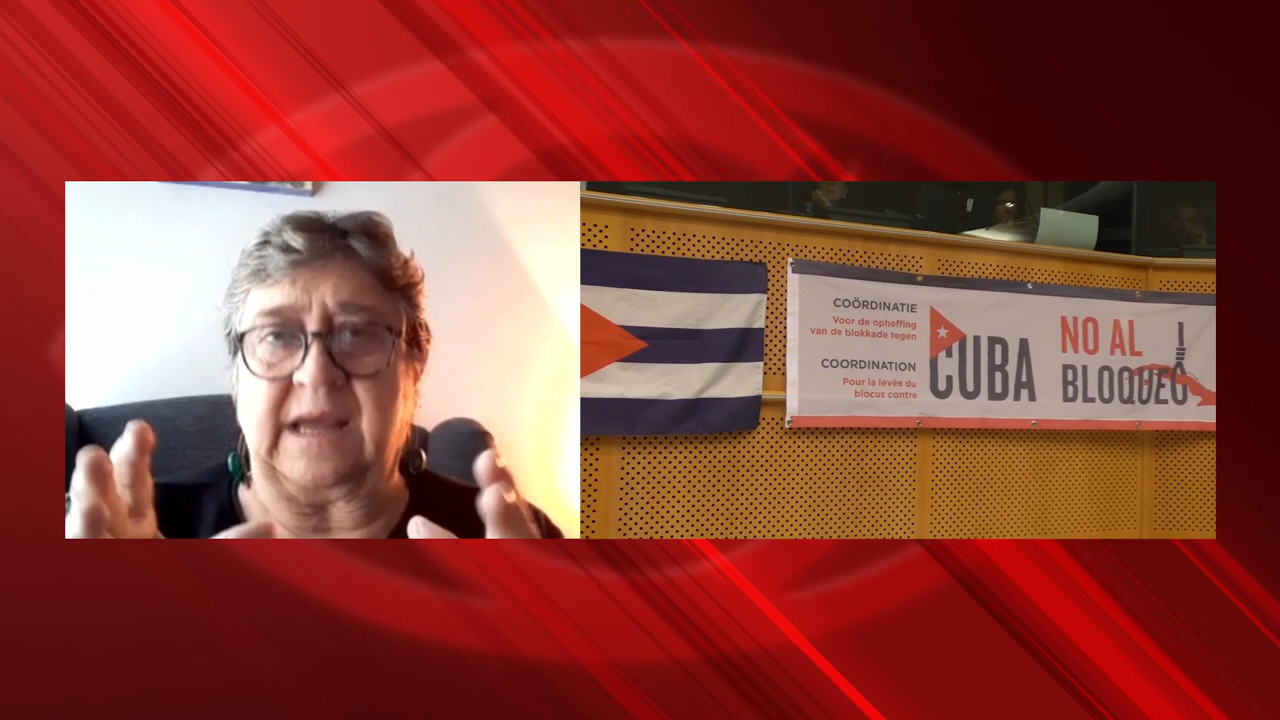 COÖRDINATIE
Voor de opheffing
van de blokkade tegen
COORDINATION
Pour la levée du
blocus contre
CUBA
NO AL
BLOQUEO